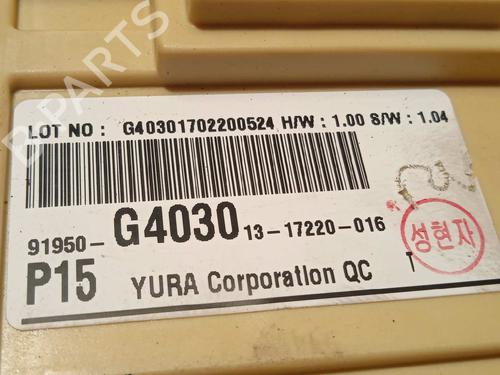 B-PARTS
LOT NO : G40301702200524 H/W : 1.00 S/W : 1.04
91950-G4030 13-17220-016
성현자
P15 YURA Corporation QC T